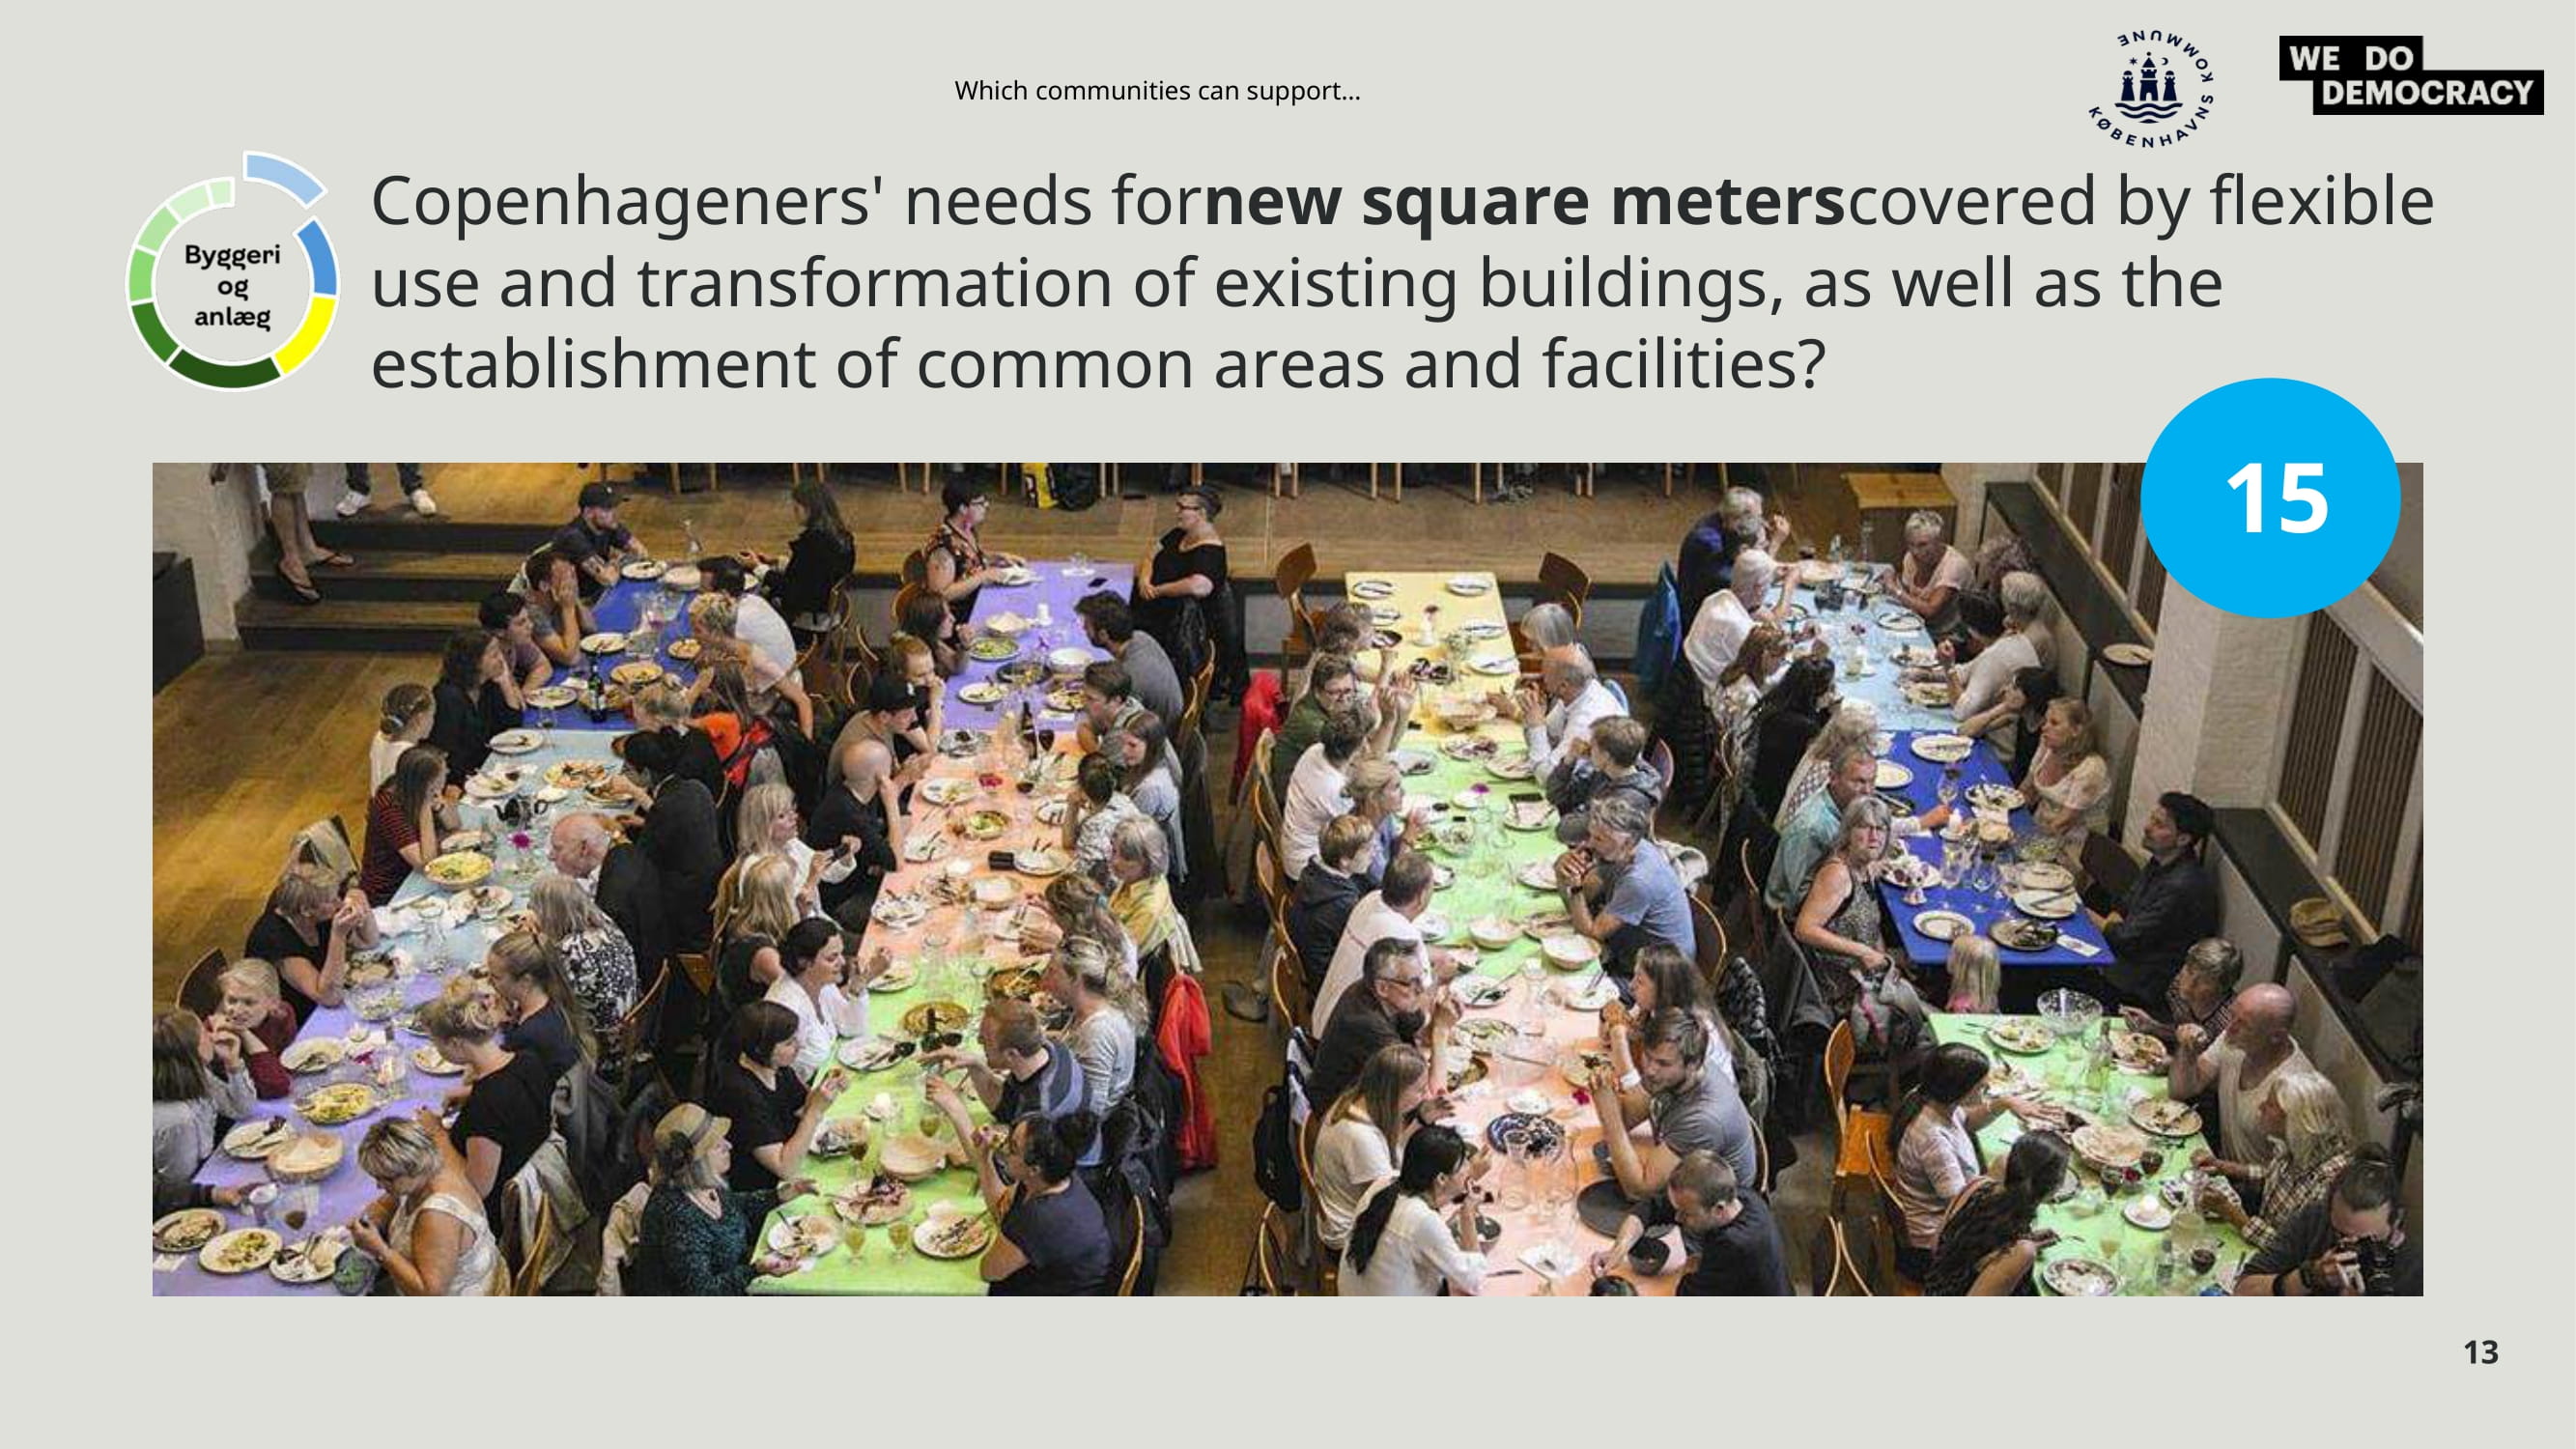 Which communities can support...
KØBENHAVNS KOMMUNE
WE DO
DEMOCRACY
Copenhageners' needs fornew square meterscovered by flexible
use and transformation of existing buildings, as well as the
establishment of common areas and facilities?
Byggeri
og
anlæg
15
13